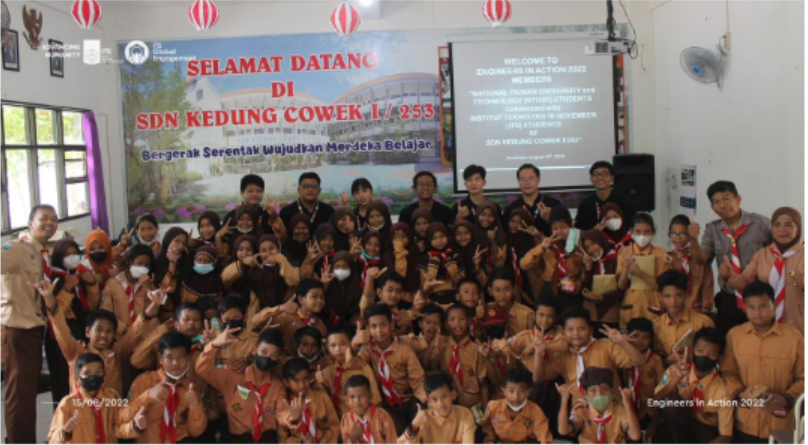 ADVANCING
HUMANITY
ITS
ITS
Global
Engagement
SELAMAT DATANG
DI
SDN KEDUNG COWEK I / 253
Bergerak Serentak Wujudkan Merdeka Belajar
WELCOME TO
ENGINEERS IN ACTION 2022
MEMBERS
"NATIONAL TAIWAN UNIVERSITY and
TECHNOLOGY (NTUST) STUDENTS
Collaborated with
INSTITUT TEKNOLOGI 10 NOVEMBER
(ITS) STUDENTS
At
SDN KEDUNG COWEK I/253"
15/08/2022
Engineers in Action 2022